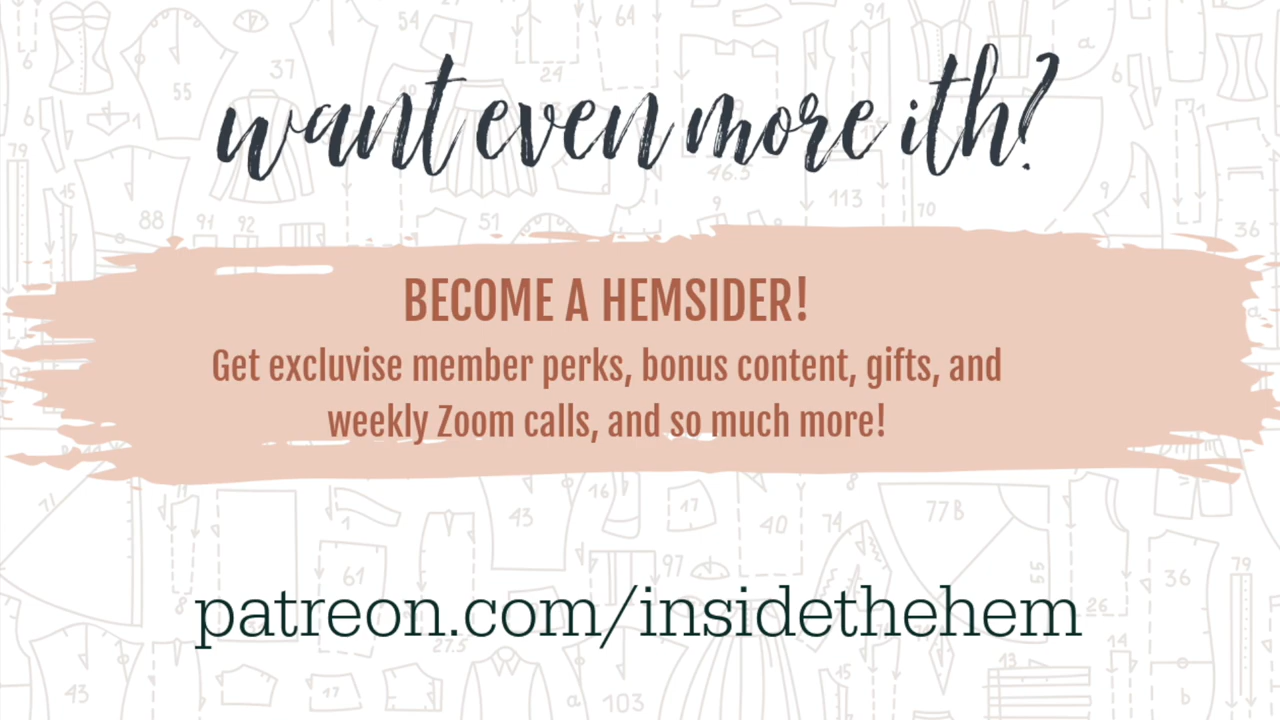 want even more ith?
BECOME A HEMSIDER!
Get excluvise member perks, bonus content, gifts, and
weekly Zoom calls, and so much more!
patreon.com/insidethehem